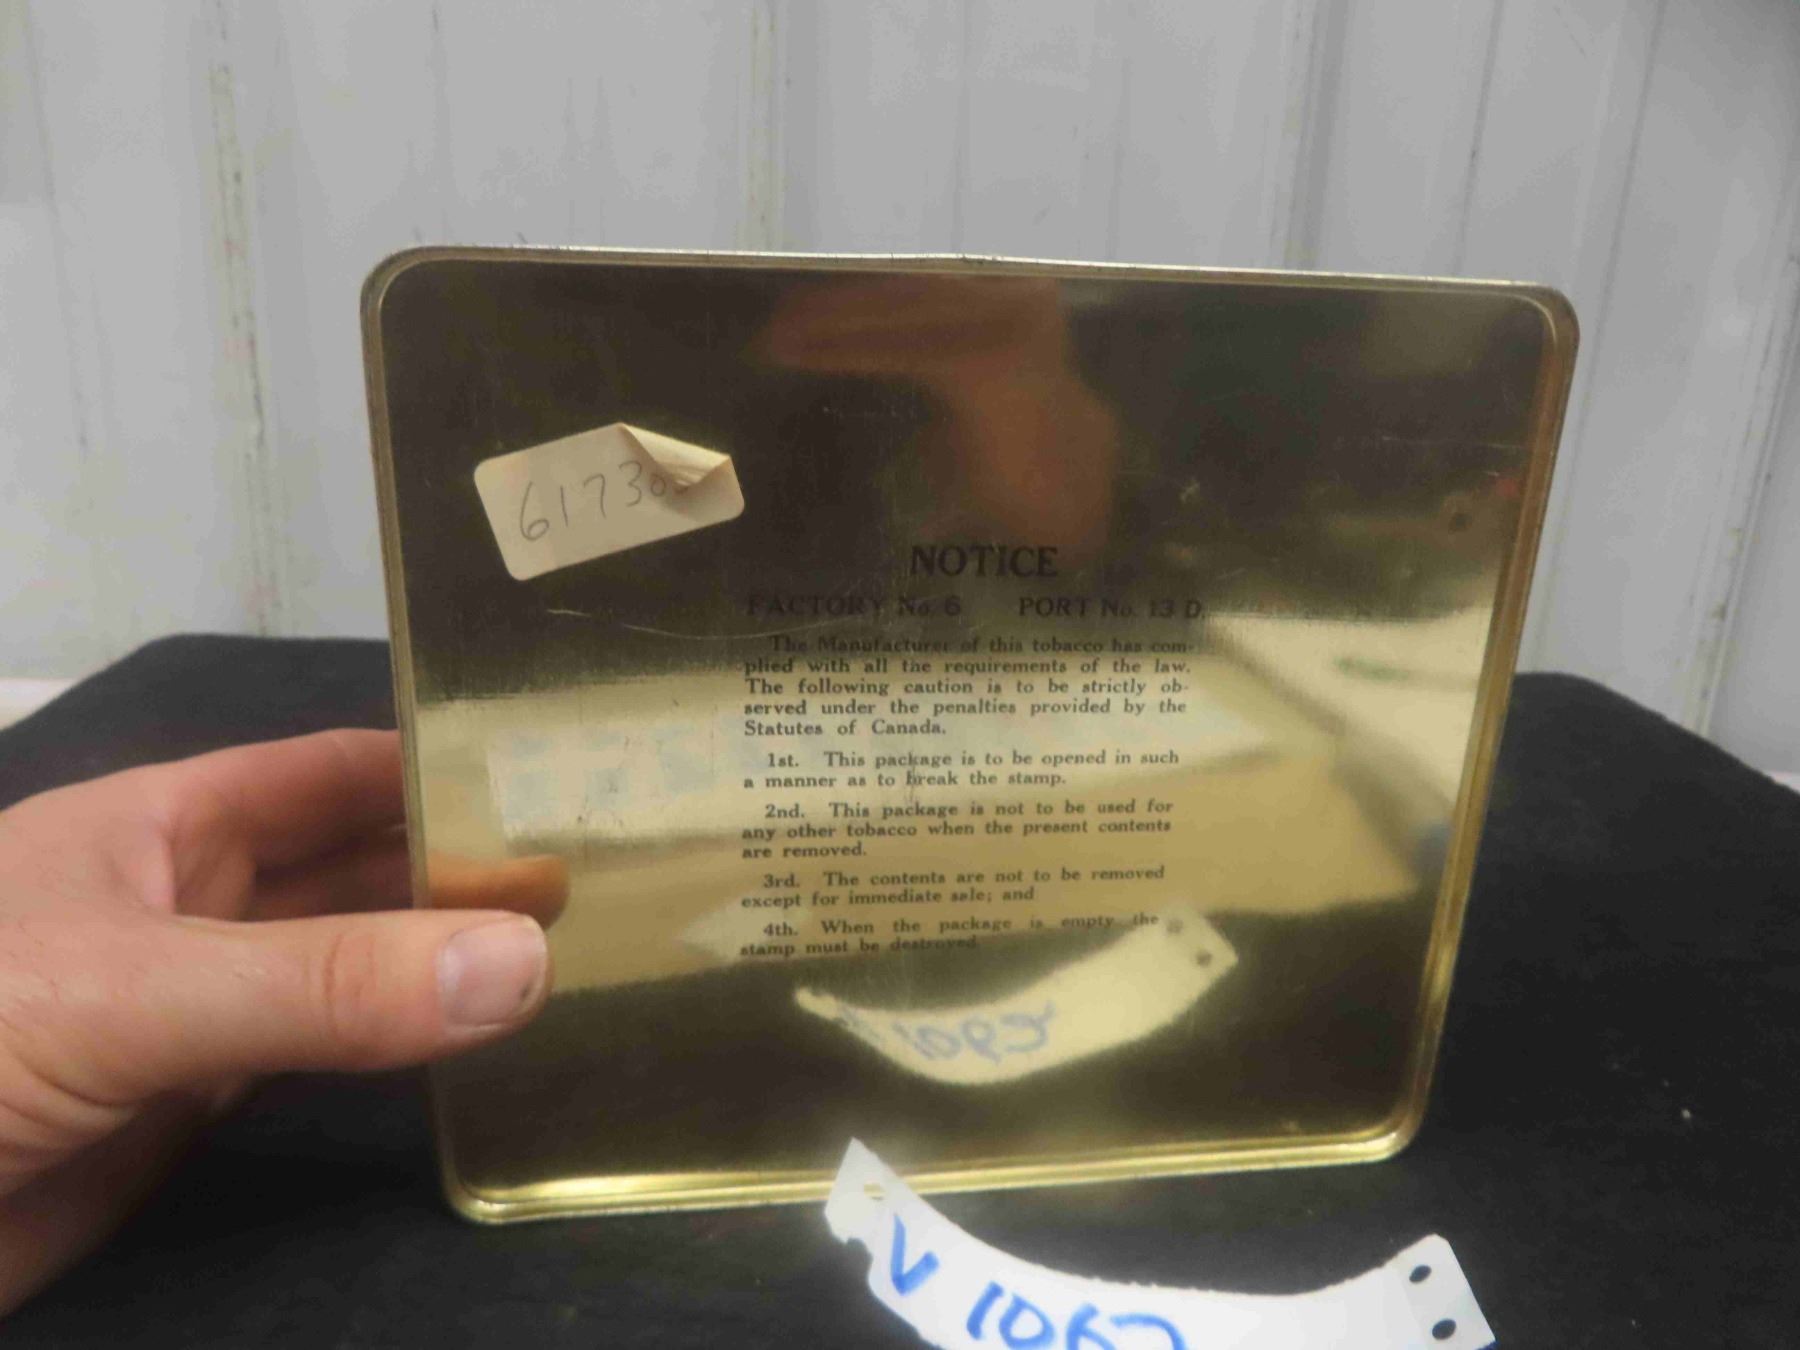 6173
NOTICE
FACTORY No. 6 PORT No. 13 D.
The Manufacturer of this tobacco has com-
plied with all the requirements of the law.
The following caution is to be strictly ob-
served under the penalties provided by the
Statutes of Canada.
1st. This package is to be opened in such
a manner as to break the stamp.
2nd. This package is not to be used for
any other tobacco when the present contents
are removed.
3rd. The contents are not to be removed
except for immediate sale; and
4th. When the package is empty the
stamp must be destroyed.
V 1062